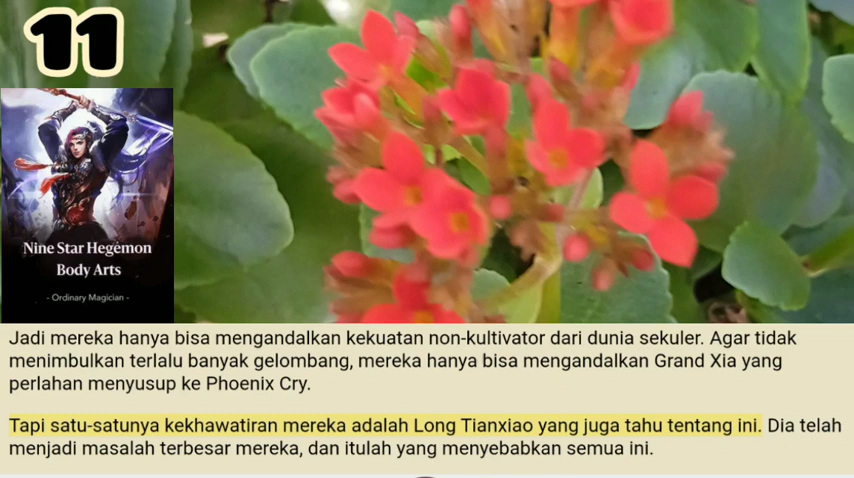 11
Nine Star Hegemon
Body Arts
- Ordinary Magician -
Jadi mereka hanya bisa mengandalkan kekuatan non-kultivator dari dunia sekuler. Agar tidak
menimbulkan terlalu banyak gelombang, mereka hanya bisa mengandalkan Grand Xia yang
perlahan menyusup ke Phoenix Cry.
Tapi satu-satunya kekhawatiran mereka adalah Long Tianxiao yang juga tahu tentang ini. Dia telah
menjadi masalah terbesar mereka, dan itulah yang menyebabkan semua ini.